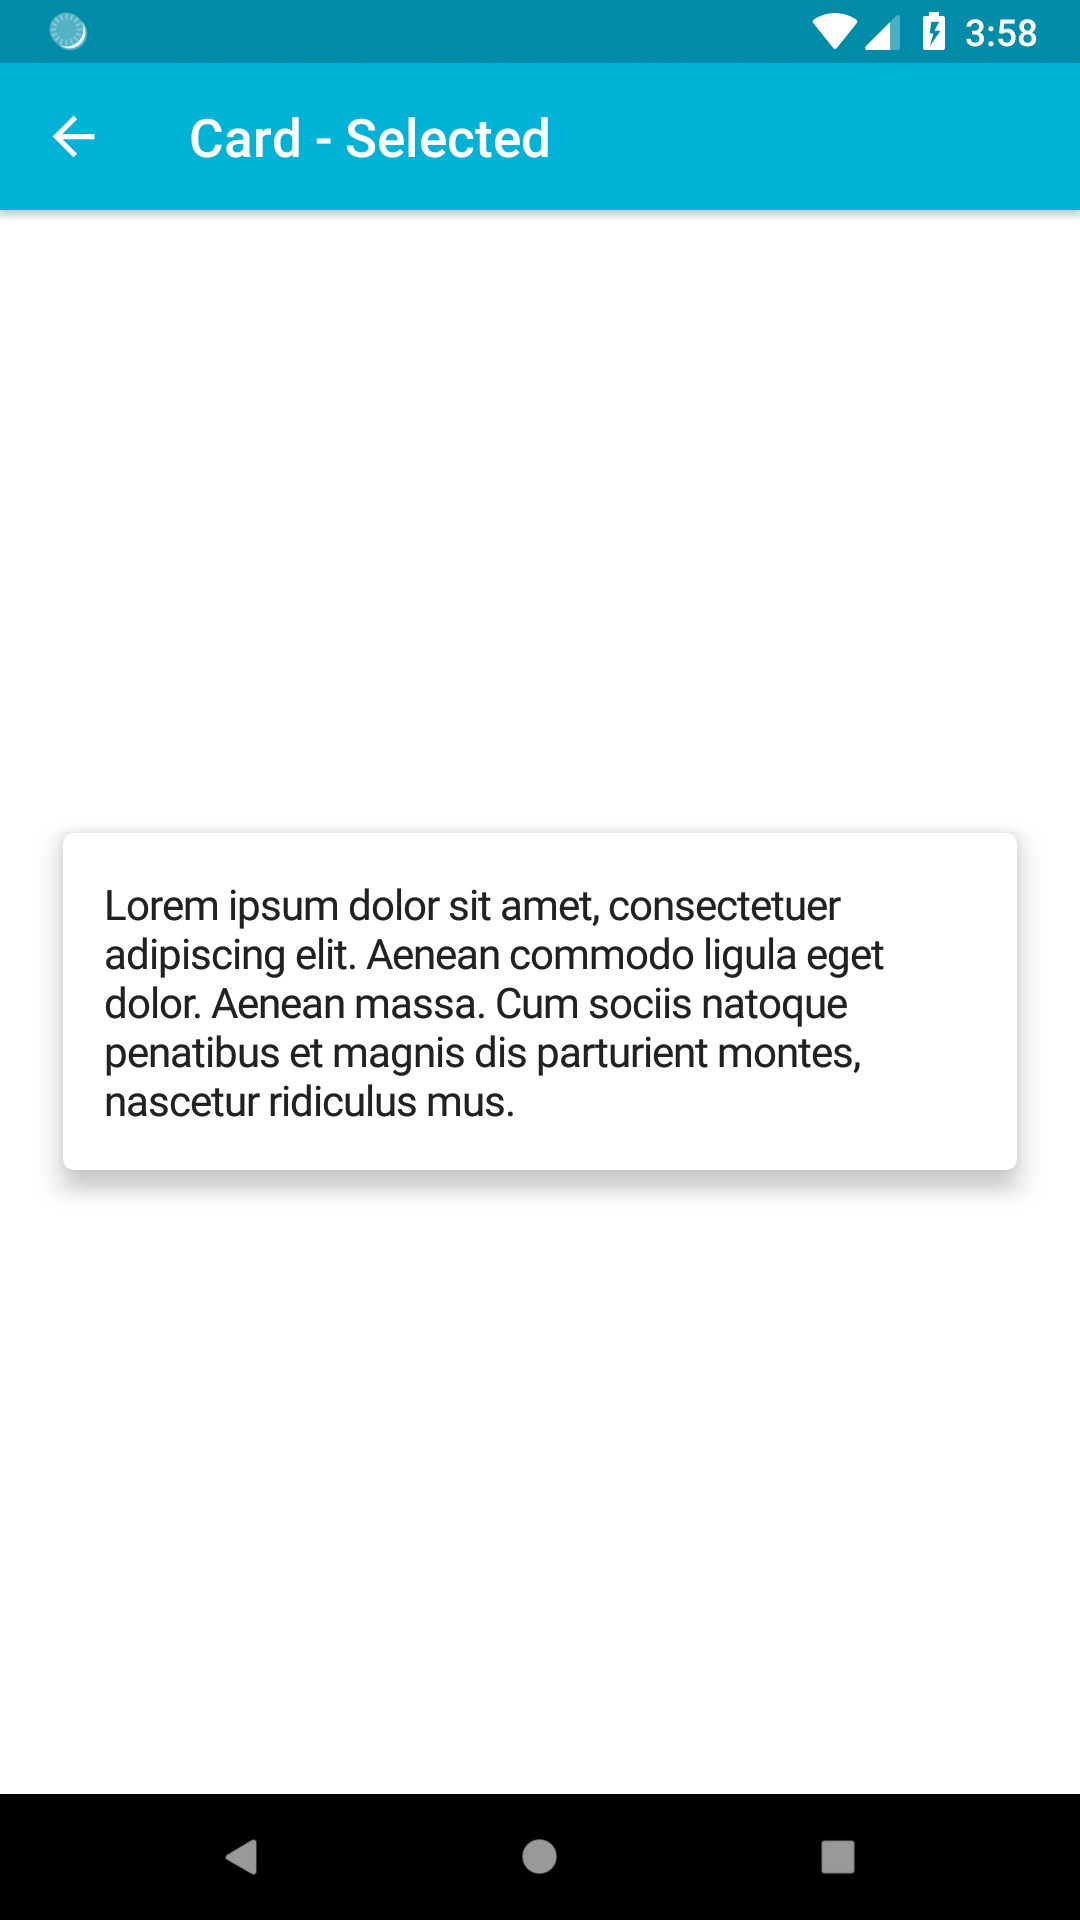 3:58
Card - Selected
Lorem ipsum dolor sit amet, consectetuer
adipiscing elit. Aenean commodo ligula eget
dolor. Aenean massa. Cum sociis natoque
penatibus et magnis dis parturient montes,
nascetur ridiculus mus.